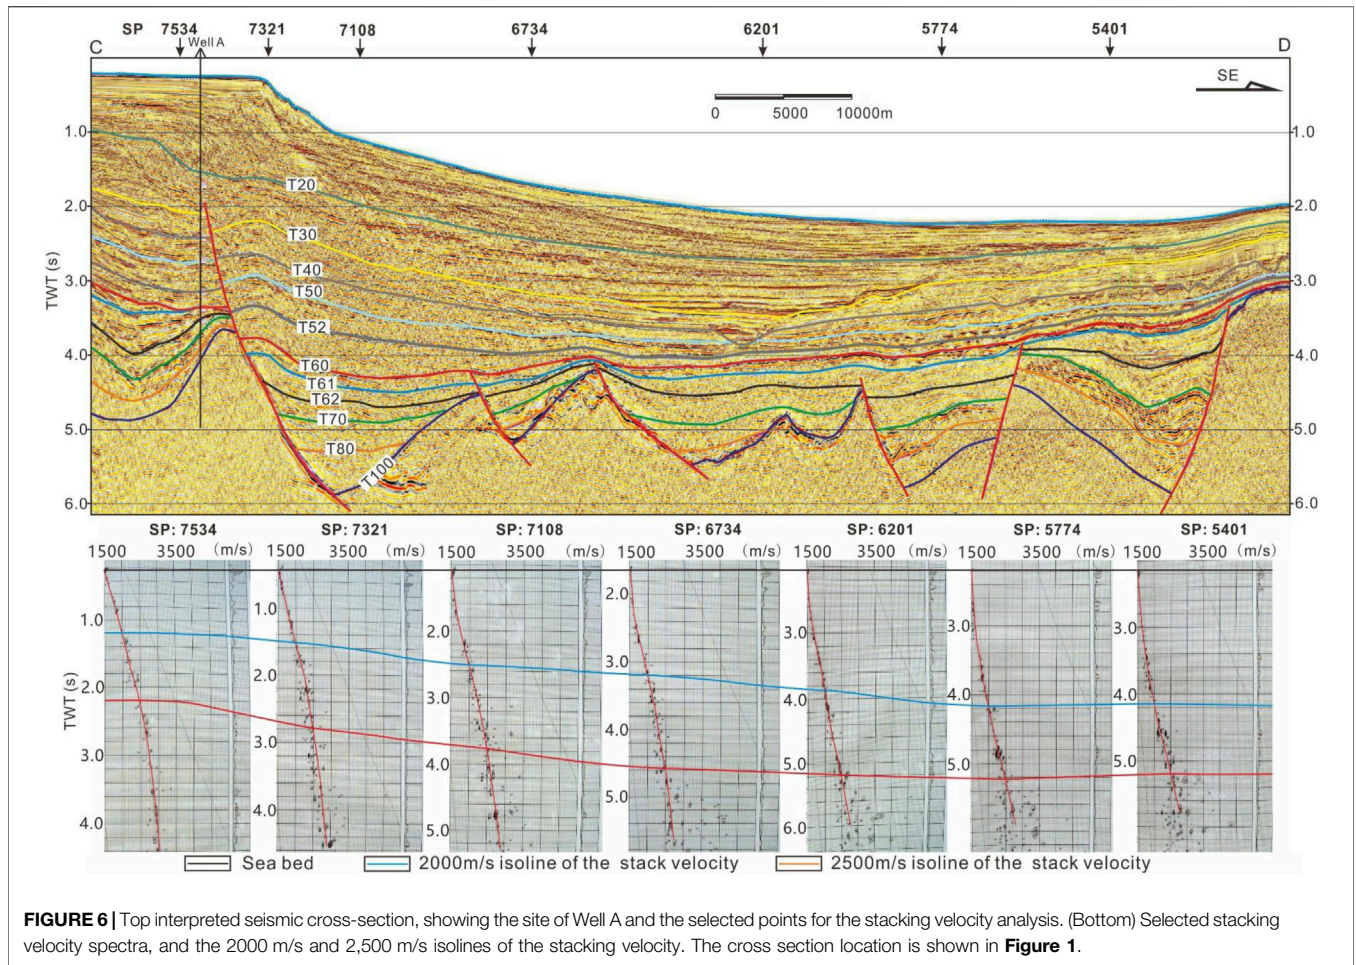 SP 7534 7321 7108 6734 6201 5774 5401
C Well A D
SE
0 5000 10000m
1.0 1.0
T20
2.0 2.0
T30
TWT (s)
T40
3.0 3.0
T50
T52
4.0 4.0
T60
T61
T62
T70
5.0 5.0
T80
T100
6.0 6.0
SP: 7534 SP: 7321 SP: 7108 SP: 6734 SP: 6201 SP: 5774 SP: 5401
1500 3500 (m/s) 1500 3500 (m/s) 1500 3500 (m/s) 1500 3500 (m/s) 1500 3500 (m/s) 1500 3500 (m/s) 1500 3500 (m/s)
TWT (s)
1.0 2.0 3.0 4.0
1.0 2.0 3.0 4.0
2.0 3.0 4.0 5.0
2.0 3.0 4.0 5.0
3.0 4.0 5.0 6.0
3.0 4.0 5.0
3.0 4.0 5.0
Sea bed 2000m/s isoline of the stack velocity 2500m/s isoline of the stack velocity
FIGURE 6 | Top interpreted seismic cross-section, showing the site of Well A and the selected points for the stacking velocity analysis. (Bottom) Selected stacking
velocity spectra, and the 2000 m/s and 2,500 m/s isolines of the stacking velocity. The cross section location is shown in Figure 1.